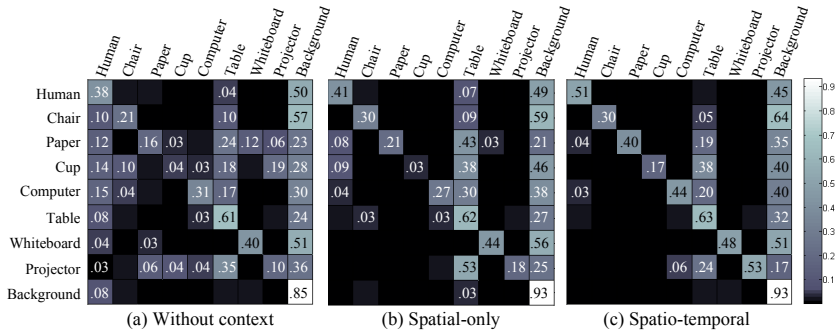 Human Chair Paper Cup Computer Table Whiteboard Projector Background Human Chair Paper Cup Computer Table Whiteboard Projector Background Human Chair Paper Cup Computer Table Whiteboard Projector Background
Human .38 .04 .50 .41 .07 .49 .51 .45 0.9
Chair .10 .21 .10 .57 .30 .09 .59 .30 .05 .64 0.8
Paper .12 .16 .03 .24 .12 .06 .23 .08 .21 .43 .03 .21 .04 .40 .19 .35 0.7
Cup .14 .10 .04 .03 .18 .19 .28 .09 .03 .38 .46 .17 .38 .40 0.6
Computer .15 .04 .31 .17 .30 .04 .27 .30 .38 .03 .44 .20 .40 0.5
Table .08 .03 .61 .24 .03 .03 .62 .27 .63 .32 0.4
Whiteboard .04 .03 .40 .51 .44 .56 .48 .51 0.3
Projector .03 .06 .04 .04 .35 .10 .36 .53 .18 .25 .06 .24 .53 .17 0.2
Background .08 .85 .03 .93 .93 0.1
(a) Without context (b) Spatial-only (c) Spatio-temporal